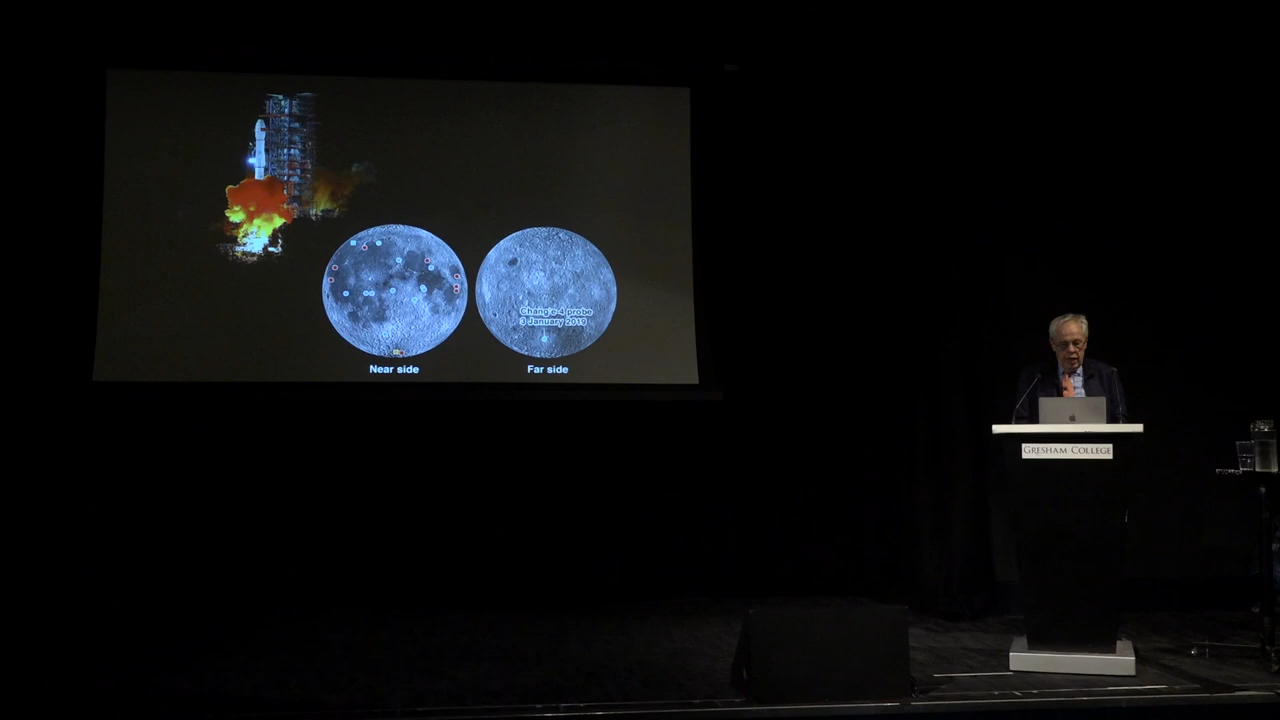 Chang'e-4 probe
3 January 2019
Near side
Far side
GRESHAM COLLEGE